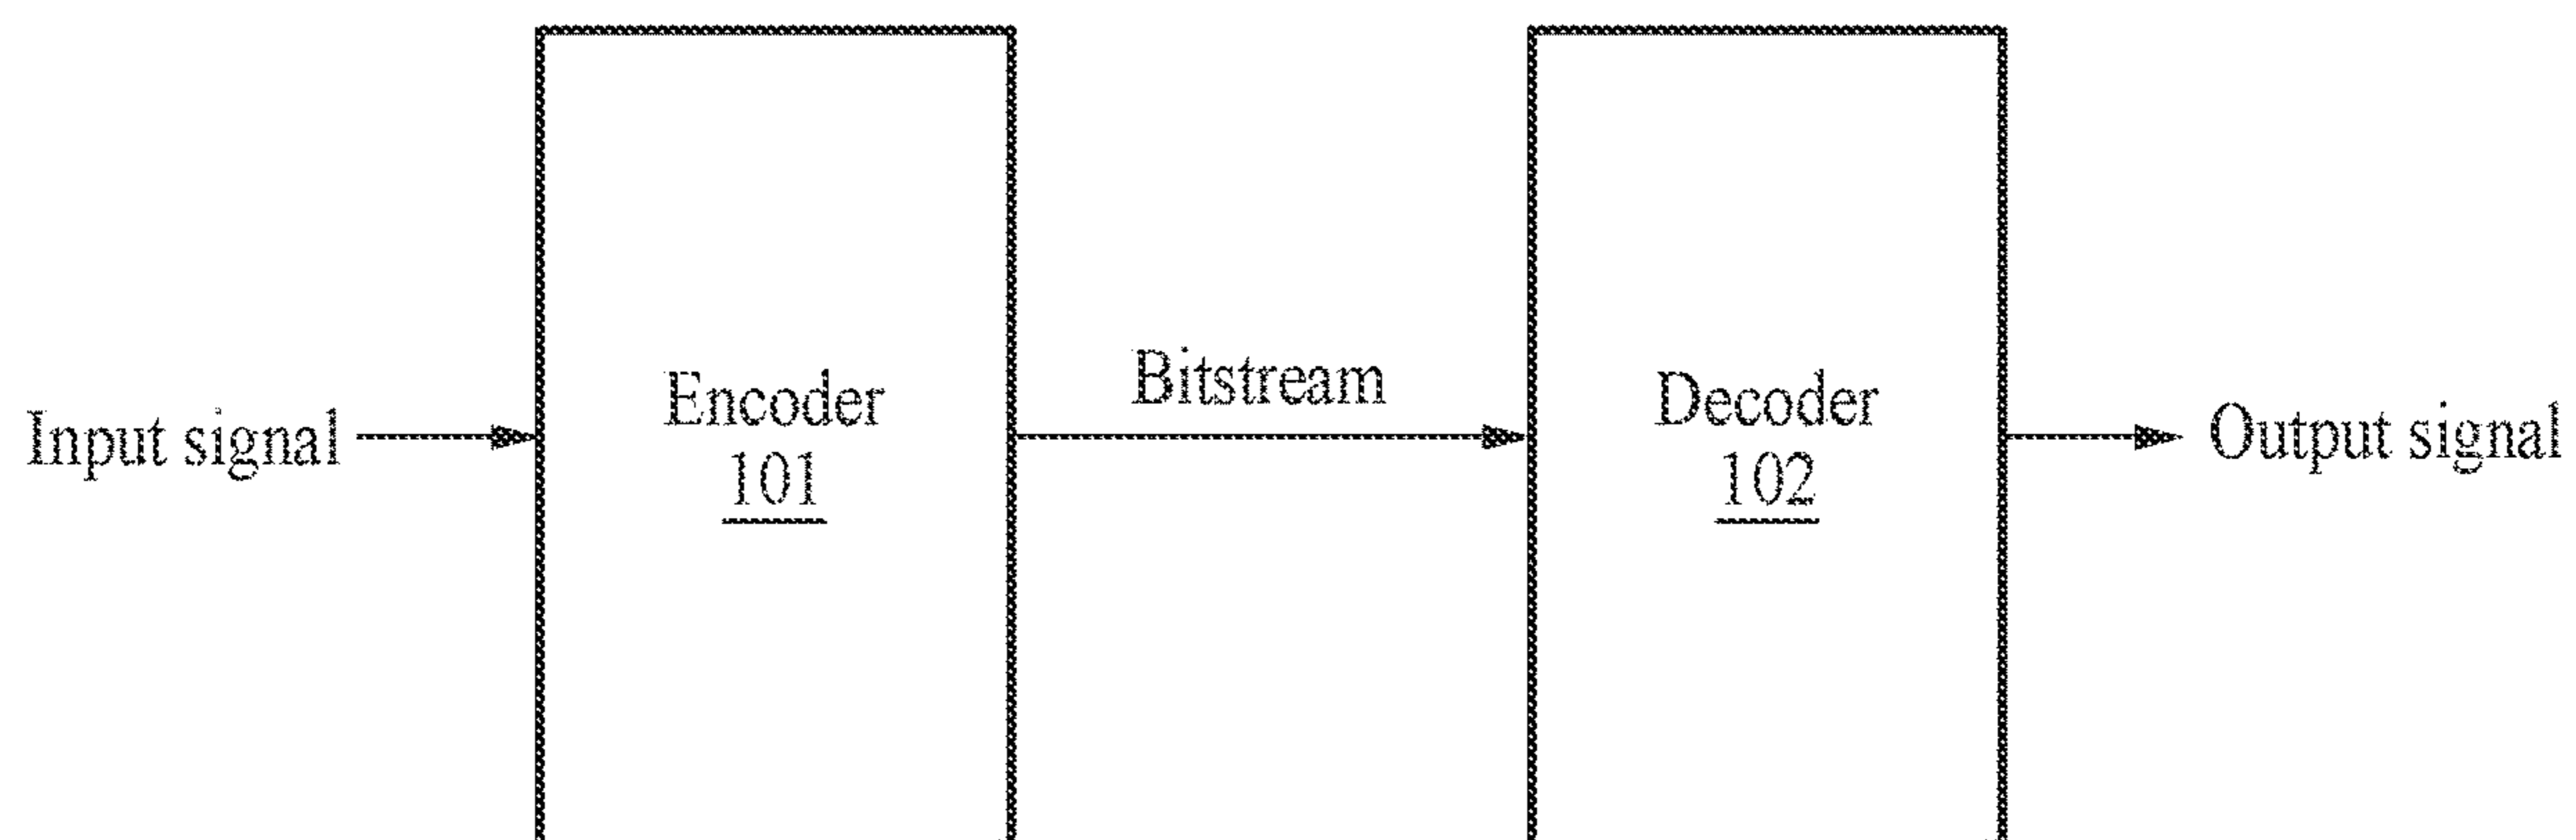 Input signal
Encoder
101
Bitstream
Decoder
102
Output signal